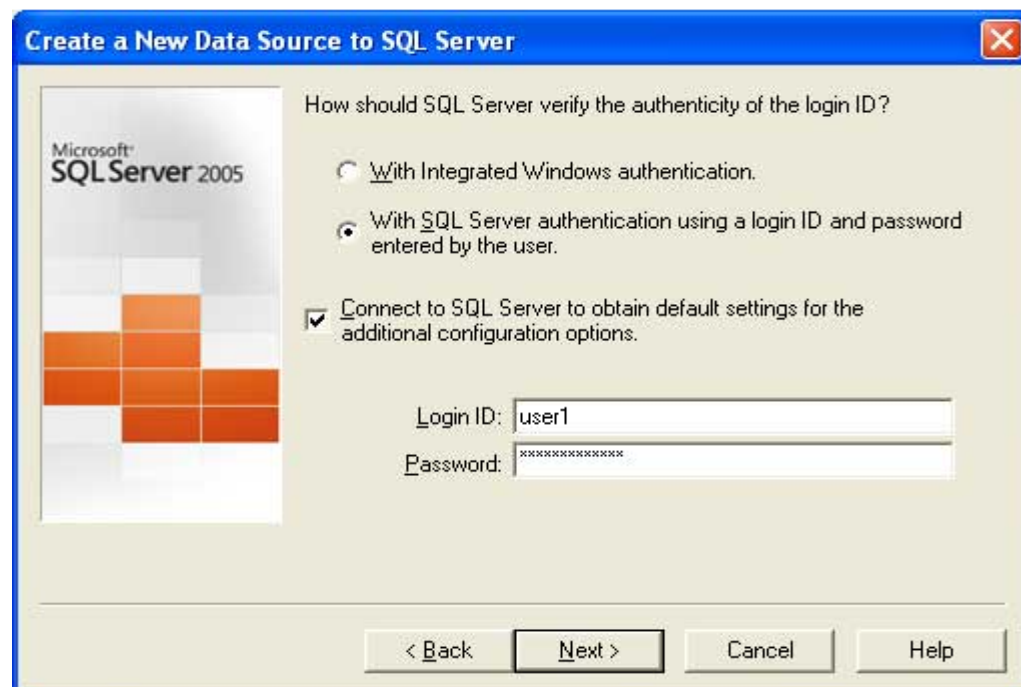 Create a New Data Source to SQL Server
Microsoft®
SQL Server 2005
How should SQL Server verify the authenticity of the login ID?
With Integrated Windows authentication.
With SQL Server authentication using a login ID and password
entered by the user.
Connect to SQL Server to obtain default settings for the
additional configuration options.
Login ID: user1
Password: *************
< Back Next > Cancel Help